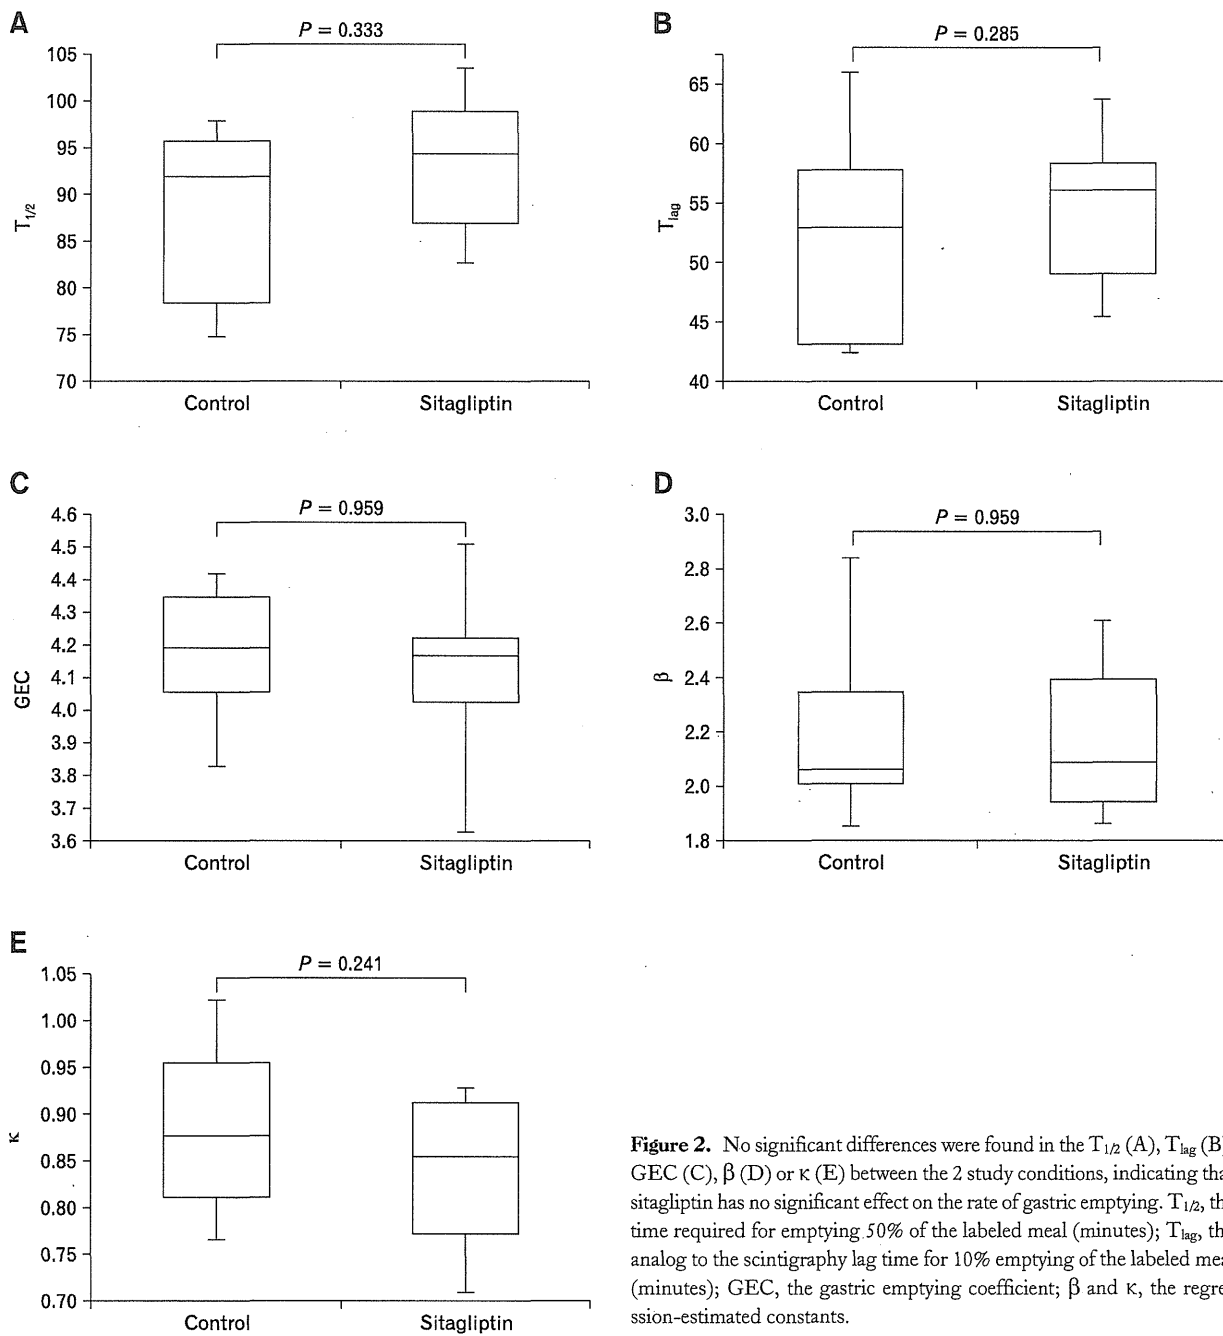 A
P = 0.333
105
100
95
90
85
80
75
70
T1/2
Control
Sitagliptin
B
P = 0.285
65
60
55
50
45
40
Tlag
Control
Sitagliptin
C
P = 0.959
4.6
4.5
4.4
4.3
4.2
4.1
4.0
3.9
3.8
3.7
3.6
GEC
Control
Sitagliptin
D
P = 0.959
3.0
2.8
2.6
2.4
2.2
2.0
1.8
β
Control
Sitagliptin
E
P = 0.241
1.05
1.00
0.95
0.90
0.85
0.80
0.75
0.70
κ
Control
Sitagliptin
Figure 2. No significant differences were found in the T1/2 (A), Tlag (B)
GEC (C), β (D) or κ (E) between the 2 study conditions, indicating tha
sitagliptin has no significant effect on the rate of gastric emptying. T1/2, th
time required for emptying 50% of the labeled meal (minutes); Tlag, th
analog to the scintigraphy lag time for 10% emptying of the labeled mea
(minutes); GEC, the gastric emptying coefficient; β and κ, the regre
ssion-estimated constants.